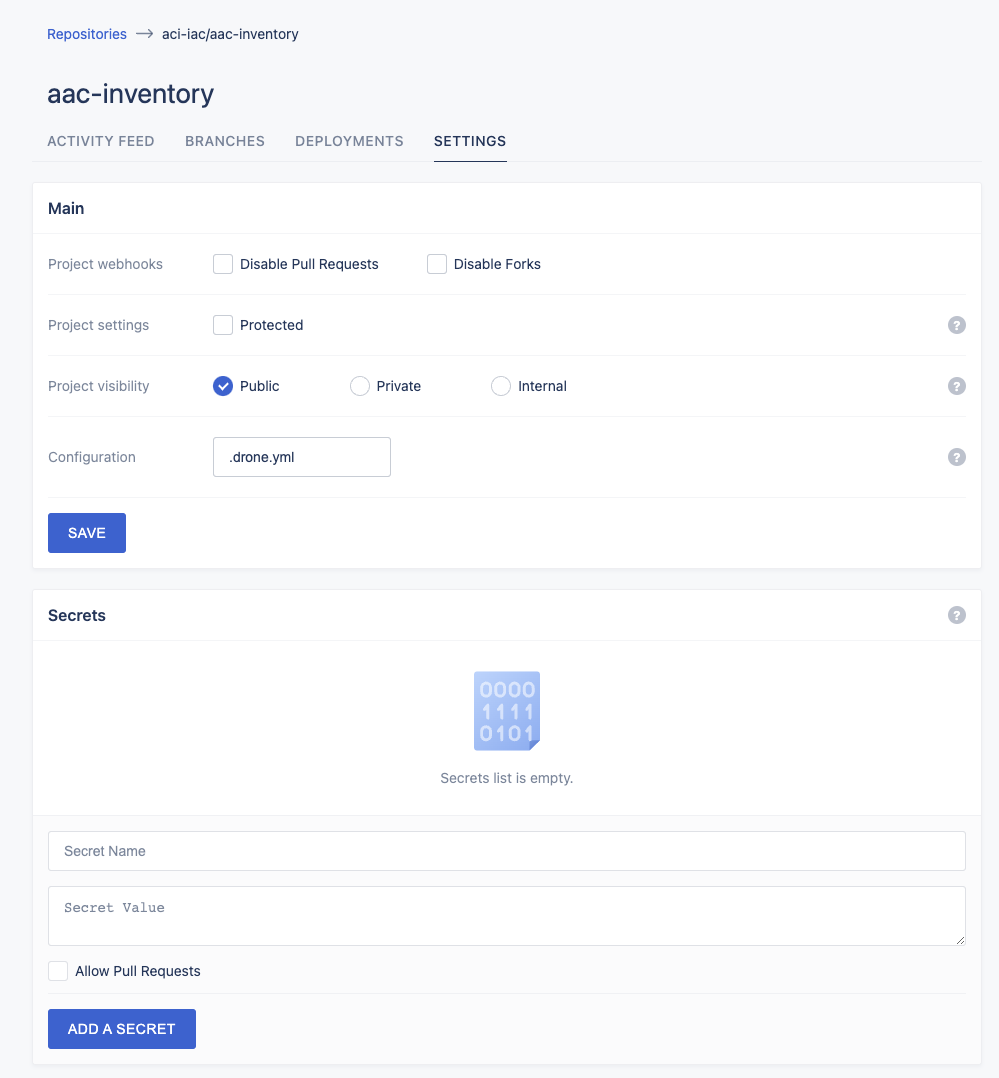 Repositories → aci-iac/aac-inventory
aac-inventory
ACTIVITY FEED BRANCHES DEPLOYMENTS SETTINGS
Main
Project webhooks Disable Pull Requests Disable Forks
Project settings Protected ?
Project visibility Public Private Internal ?
Configuration .drone.yml ?
SAVE
Secrets ?
0000
1111
0101
Secrets list is empty.
Secret Name
Secret Value
Allow Pull Requests
ADD A SECRET